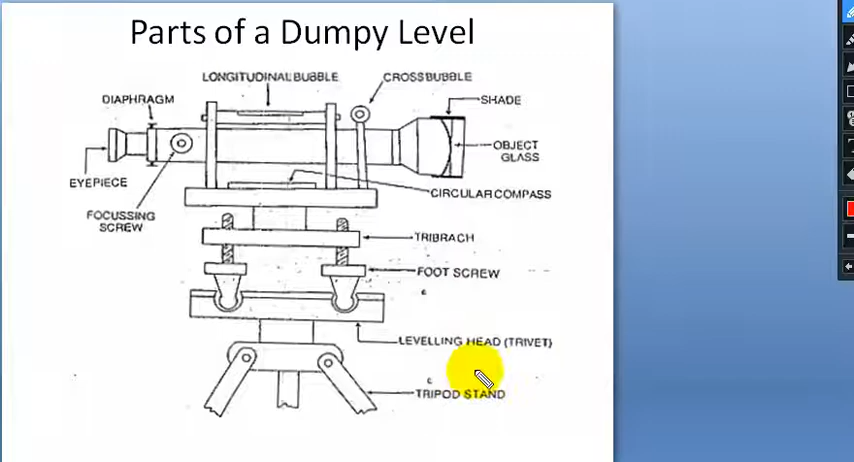 Parts of a Dumpy Level
LONGITUDINAL BUBBLE
CROSS BUBBLE
DIAPHRAGM
SHADE
OBJECT
GLASS
EYEPIECE
CIRCULAR COMPASS
FOCUSSING
SCREW
TRIBRACH
FOOT SCREW
LEVELLING HEAD (TRIVET)
TRIPOD STAND